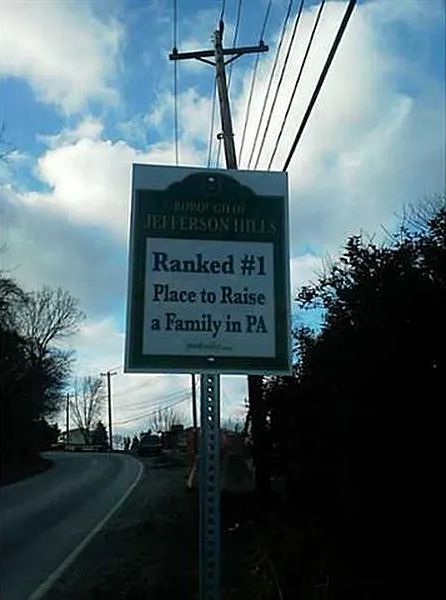 BOROUGH OF
JEFFERSON HILLS
Ranked #1
Place to Raise
a Family in PA